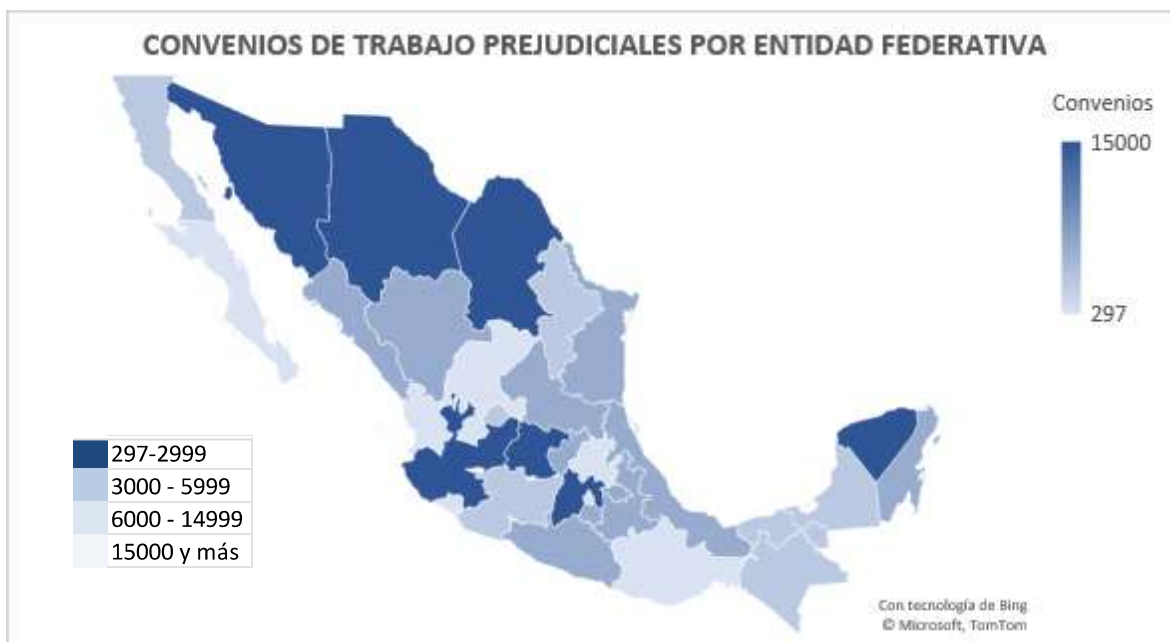 CONVENIOS DE TRABAJO PREJUDICIALES POR ENTIDAD FEDERATIVA
Convenios
15000
297
297-2999
3000 - 5999
6000 - 14999
15000 y más
Con tecnología de Bing
© Microsoft, TomTom